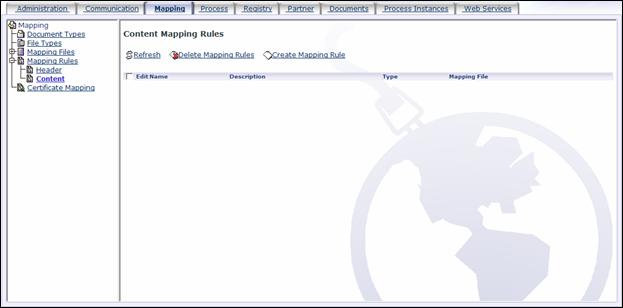 Administration Communication Mapping Process Registry Partner Documents Process Instances Web Services
Mapping
Document Types
File Types
Mapping Files
Mapping Rules
Header
Content
Certificate Mapping
Content Mapping Rules
Refresh Delete Mapping Rules Create Mapping Rule
Edit Name Description Type Mapping File